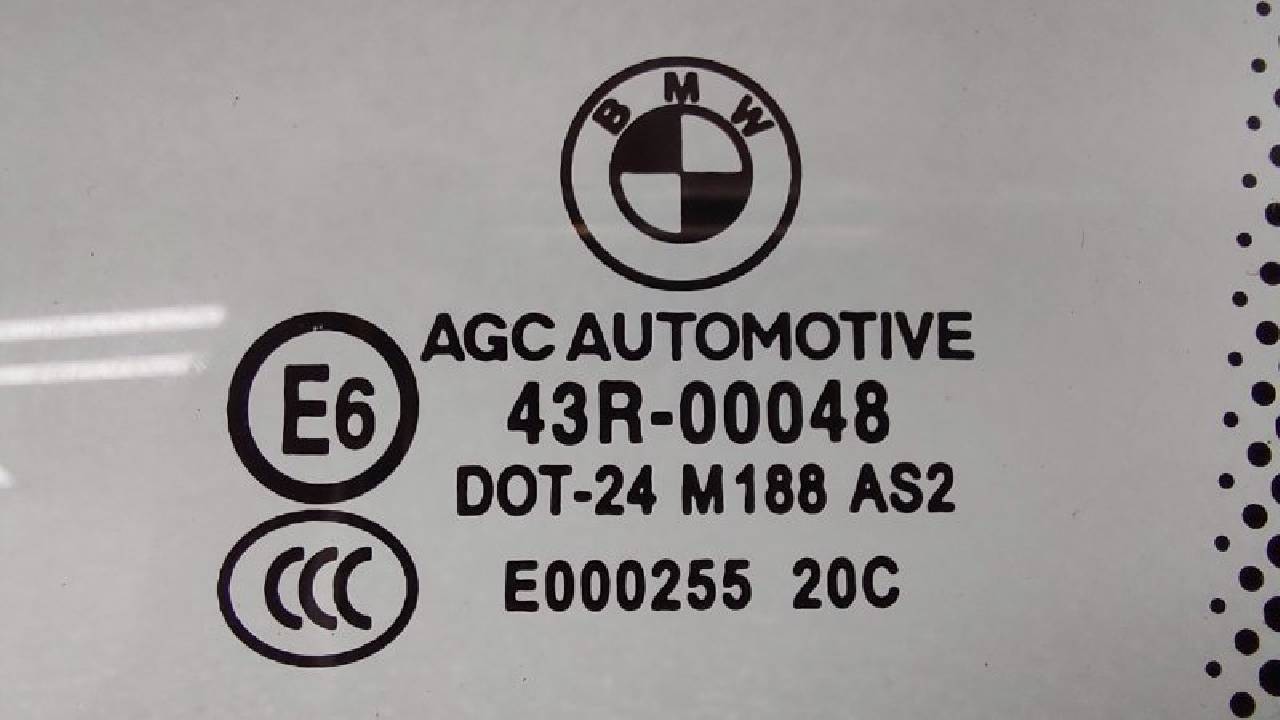 BMW
AGC AUTOMOTIVE
E6
43R-00048
DOT-24 M188 AS2
CCC
E000255 20C